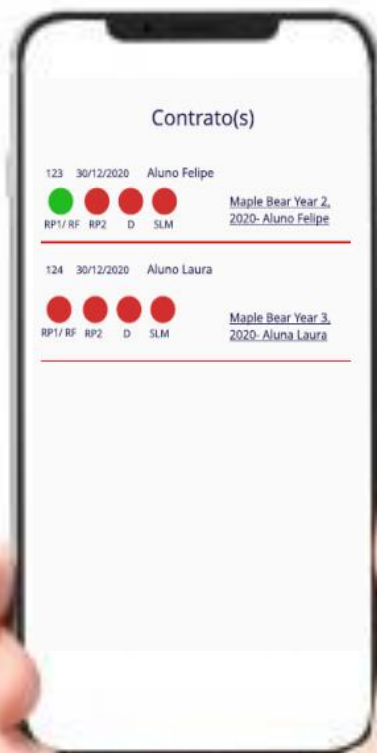 Contrato(s)
123 30/12/2020 Aluno Felipe
RP1/ RF RP2 D SLM
Maple Bear Year 2,
2020- Aluno Felipe
124 30/12/2020 Aluno Laura
RP1/ RF RP2 D SLM
Maple Bear Year 3,
2020- Aluna Laura